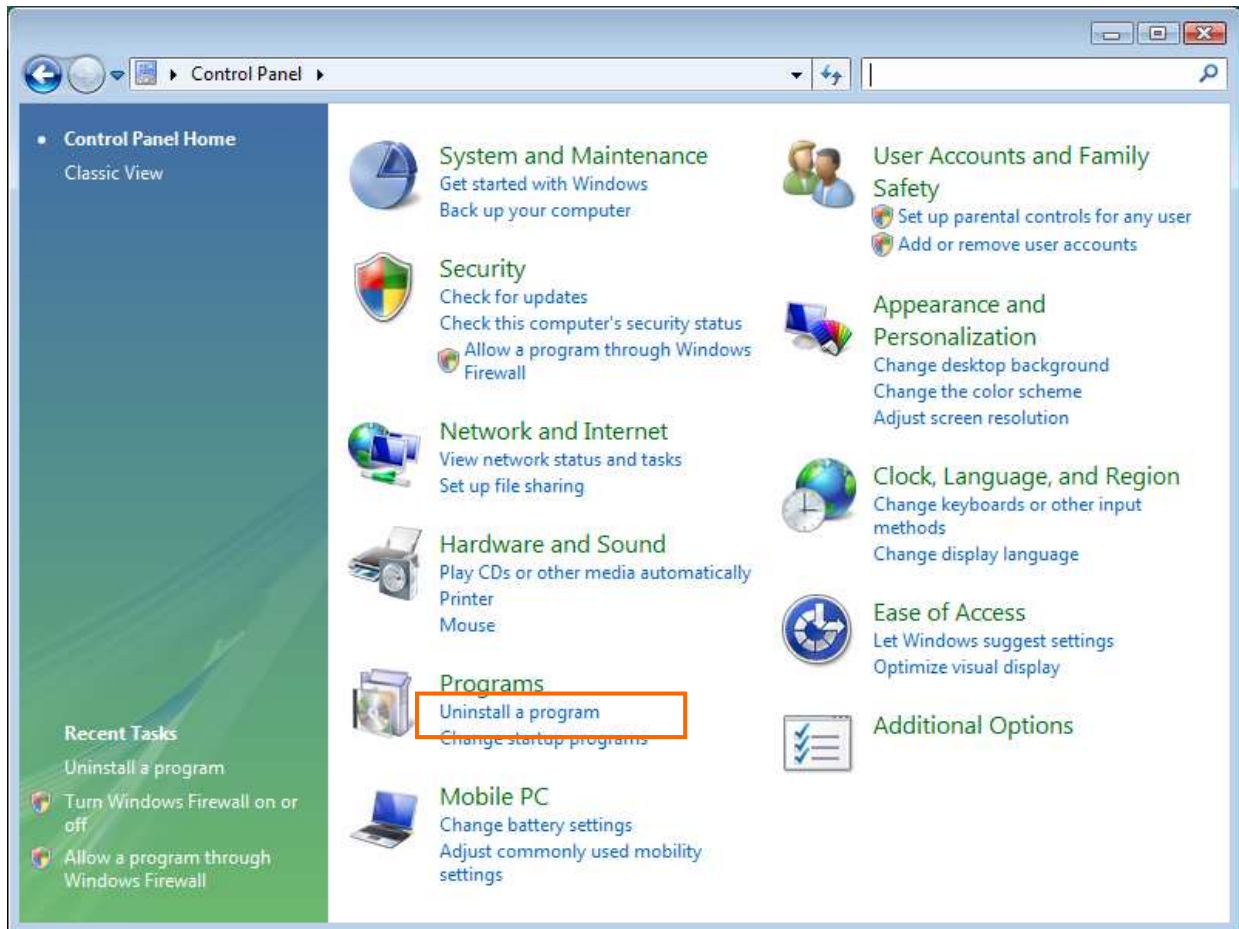 Control Panel
Control Panel Home
Classic View
System and Maintenance
Get started with Windows
Back up your computer
Security
Check for updates
Check this computer's security status
Allow a program through Windows
Firewall
Network and Internet
View network status and tasks
Set up file sharing
Hardware and Sound
Play CDs or other media automatically
Printer
Mouse
Programs
Uninstall a program
Change startup programs
Mobile PC
Change battery settings
Adjust commonly used mobility
settings
User Accounts and Family
Safety
Set up parental controls for any user
Add or remove user accounts
Appearance and
Personalization
Change desktop background
Change the color scheme
Adjust screen resolution
Clock, Language, and Region
Change keyboards or other input
methods
Change display language
Ease of Access
Let Windows suggest settings
Optimize visual display
Additional Options
Recent Tasks
Uninstall a program
Turn Windows Firewall on or
off
Allow a program through
Windows Firewall